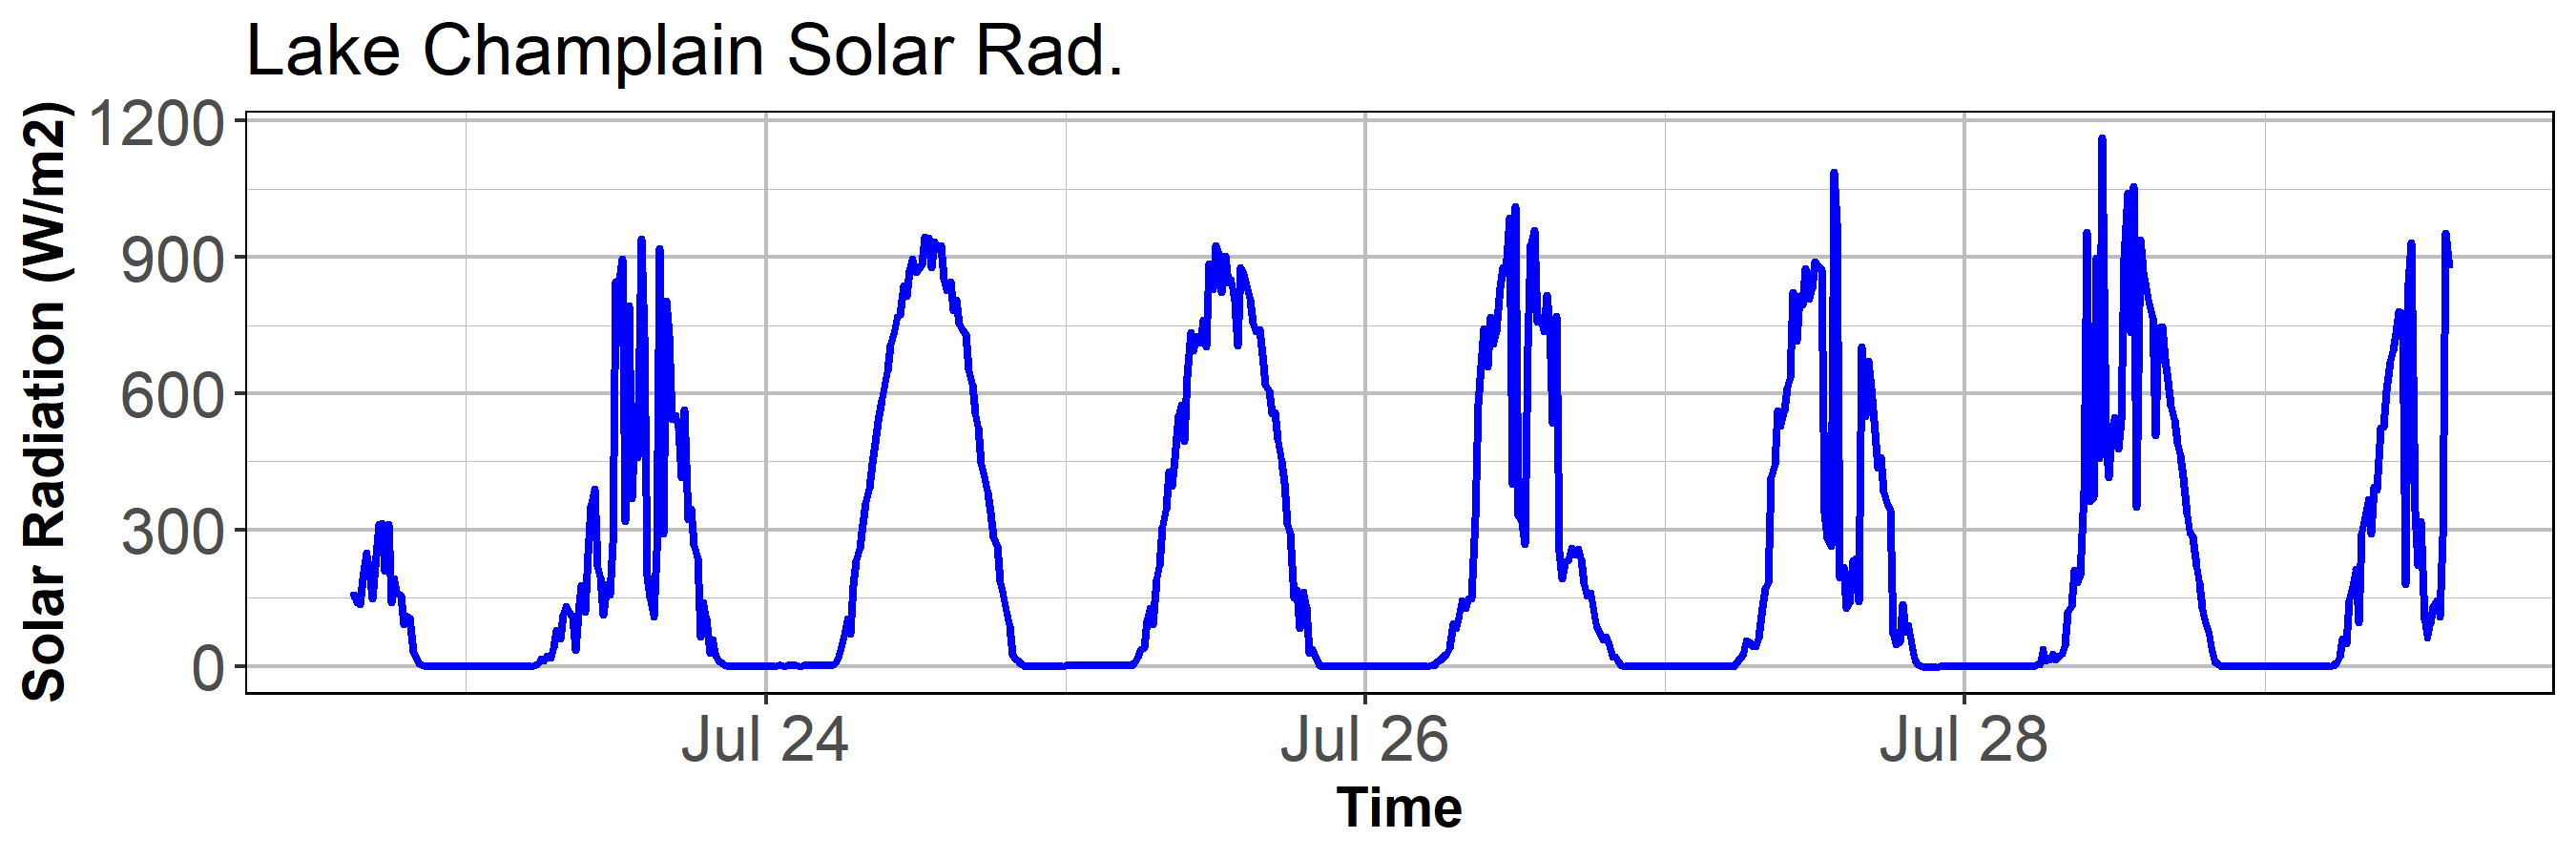 Lake Champlain Solar Rad.
Solar Radiation (W/m2)
1200
900
600
300
0
Jul 24
Jul 26
Jul 28
Time